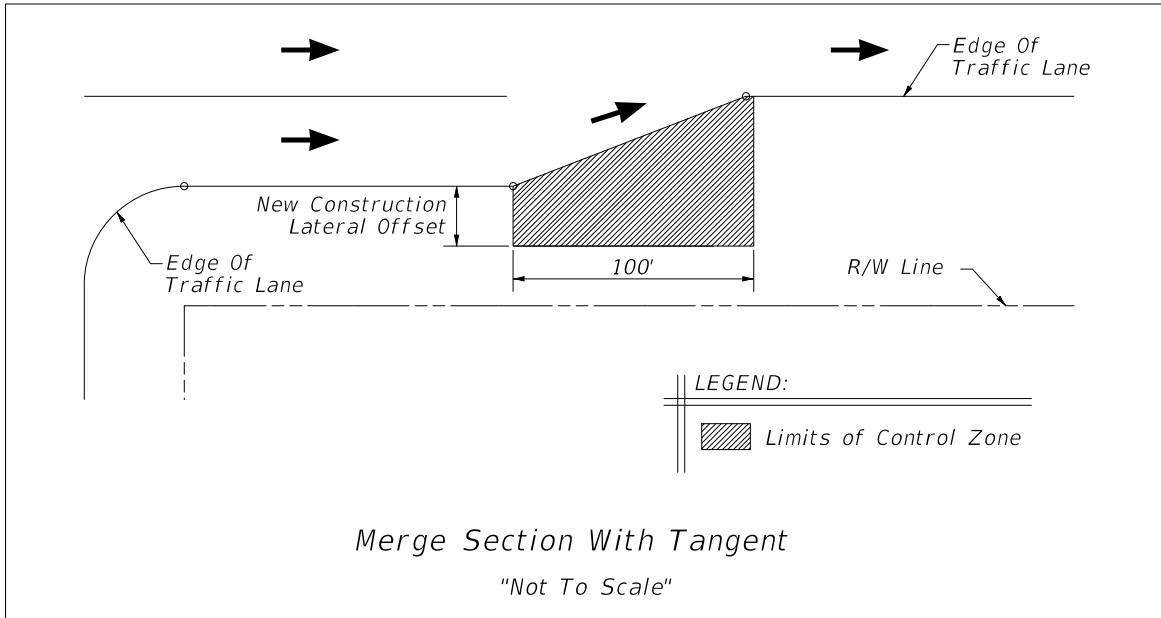 Edge Of
Traffic Lane
New Construction
Lateral Offset
Edge Of
Traffic Lane
100'
R/W Line
LEGEND:
Limits of Control Zone
Merge Section With Tangent
"Not To Scale"